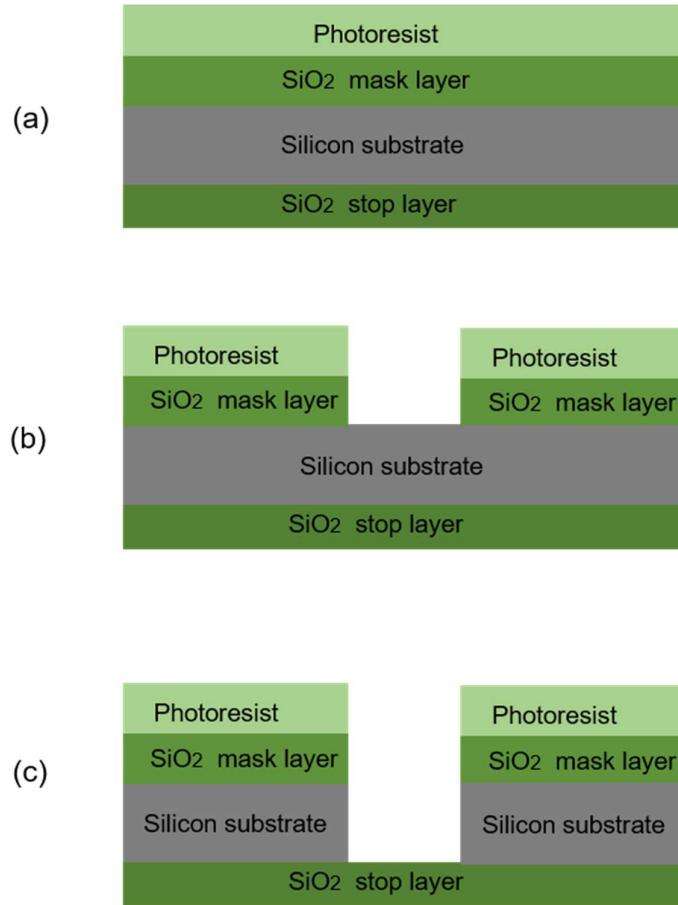 Photoresist
SiO2 mask layer
(a)
Silicon substrate
SiO2 stop layer
Photoresist Photoresist
SiO2 mask layer SiO2 mask layer
(b)
Silicon substrate
SiO2 stop layer
Photoresist Photoresist
SiO2 mask layer SiO2 mask layer
(c)
Silicon substrate Silicon substrate
SiO2 stop layer